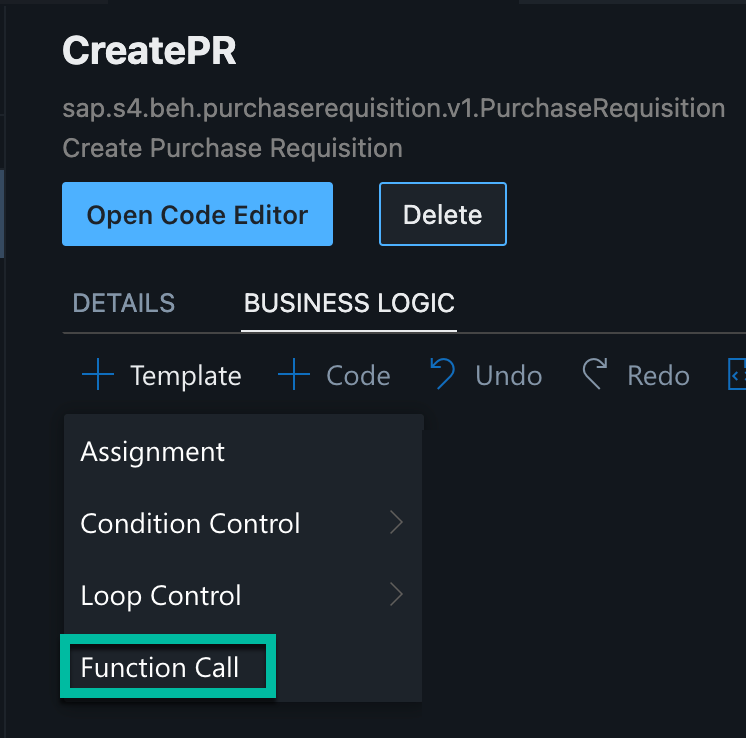 CreatePR
sap.s4.beh.purchaserequisition.v1.PurchaseRequisition
Create Purchase Requisition
Open Code Editor Delete
DETAILS BUSINESS LOGIC
Template Code Undo Redo
Assignment
Condition Control
Loop Control
Function Call